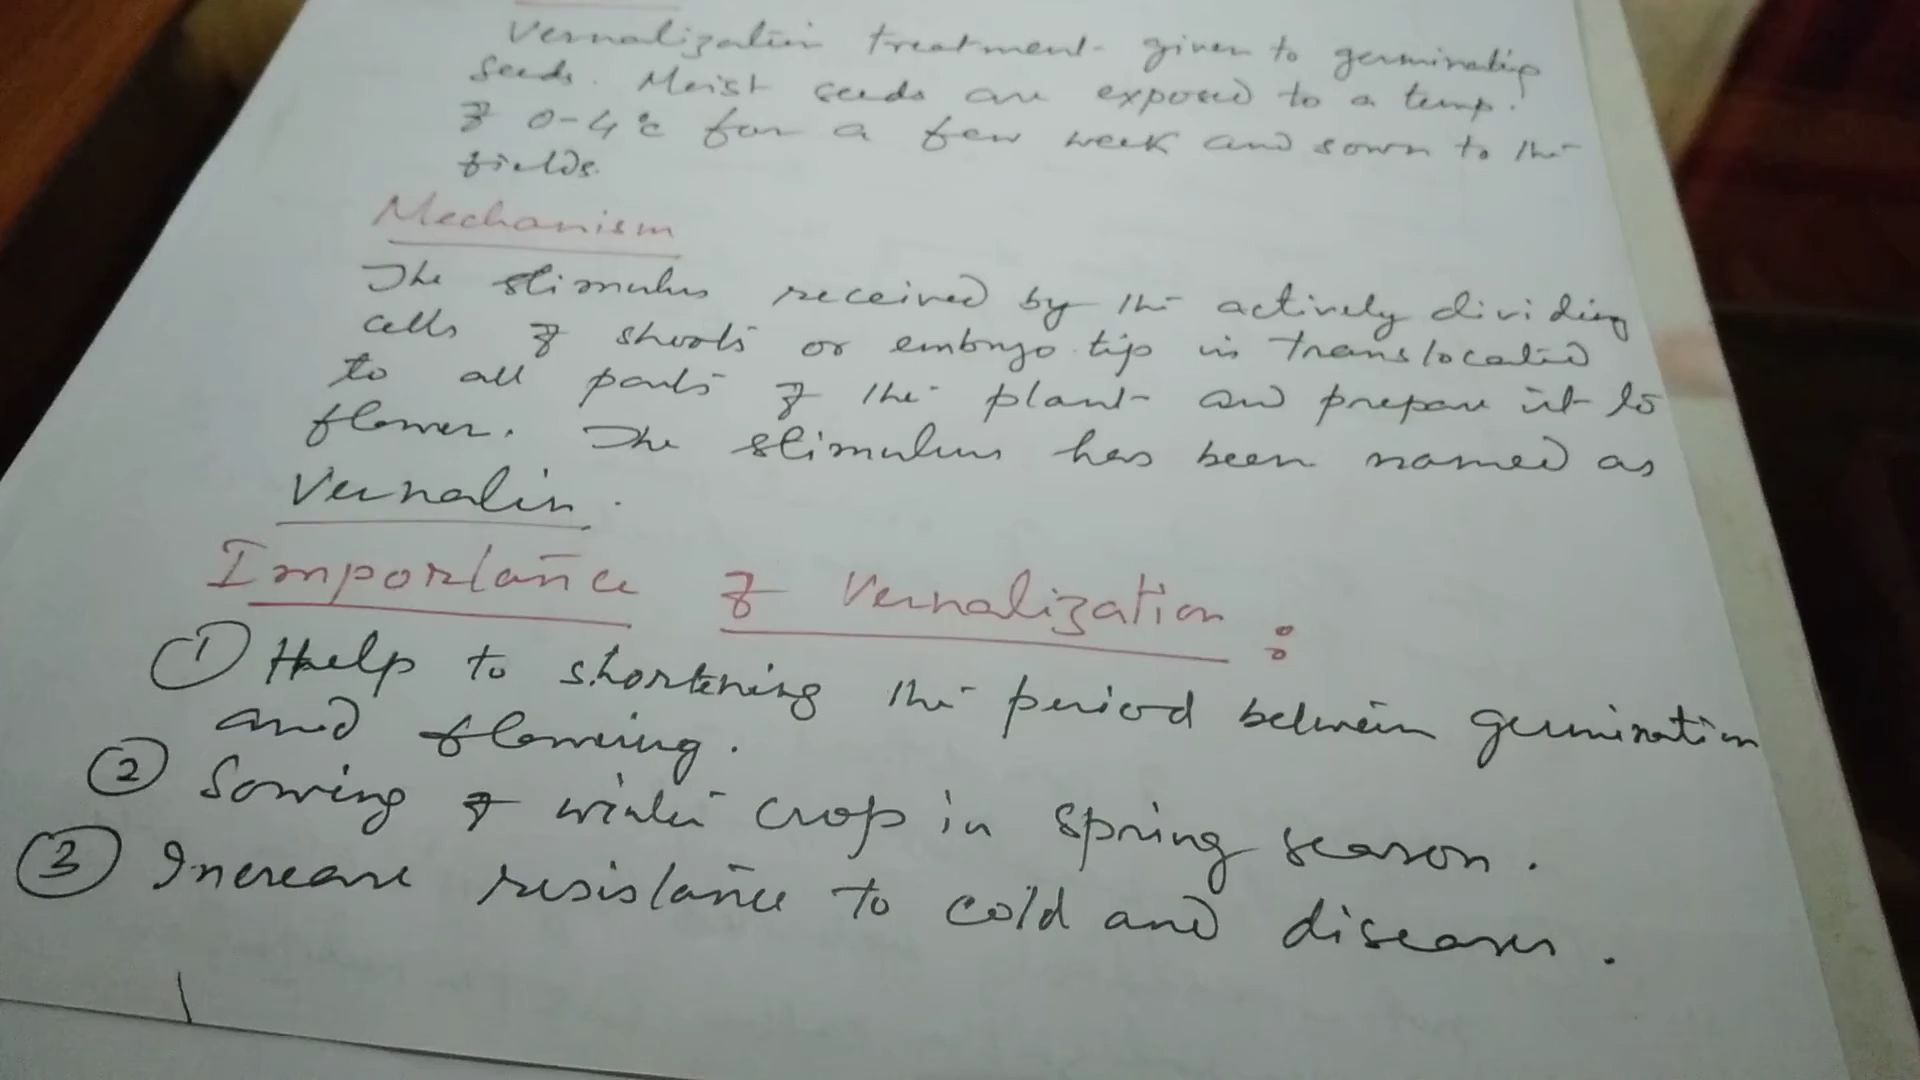 Vernalization treatment given to germinating
seeds. Moist seeds are exposed to a temp.
of 0-4°c for a few week and sown to the
fields.
Mechanism
The stimulus received by the actively dividing
cells of shoots or embryo tip is translocated
to all parts of the plant and prepare it to
flower. The stimulus has been named as
Vernalin.
Importance of Vernalization :
① Help to shortening the period between germination
and flowering.
② Sowing of winter crop in spring season.
③ Increase resistance to cold and diseases.